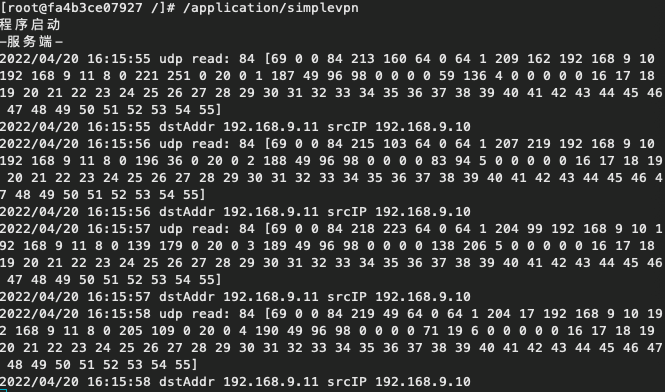 [root@fa4b3ce07927 /]# /application/simplevpn
程序启动
-服务端-
2022/04/20 16:15:55 udp read: 84 [69 0 0 84 213 160 64 0 64 1 209 162 192 168 9 10
192 168 9 11 8 0 221 251 0 20 0 1 187 49 96 98 0 0 0 0 59 136 4 0 0 0 0 0 16 17 18
19 20 21 22 23 24 25 26 27 28 29 30 31 32 33 34 35 36 37 38 39 40 41 42 43 44 45 46
47 48 49 50 51 52 53 54 55]
2022/04/20 16:15:55 dstAddr 192.168.9.11 srcIP 192.168.9.10
2022/04/20 16:15:56 udp read: 84 [69 0 0 84 215 103 64 0 64 1 207 219 192 168 9 10
192 168 9 11 8 0 196 36 0 20 0 2 188 49 96 98 0 0 0 0 83 94 5 0 0 0 0 0 16 17 18 19
20 21 22 23 24 25 26 27 28 29 30 31 32 33 34 35 36 37 38 39 40 41 42 43 44 45 46 4
7 48 49 50 51 52 53 54 55]
2022/04/20 16:15:56 dstAddr 192.168.9.11 srcIP 192.168.9.10
2022/04/20 16:15:57 udp read: 84 [69 0 0 84 218 223 64 0 64 1 204 99 192 168 9 10 1
92 168 9 11 8 0 139 179 0 20 0 3 189 49 96 98 0 0 0 0 138 206 5 0 0 0 0 0 16 17 18
19 20 21 22 23 24 25 26 27 28 29 30 31 32 33 34 35 36 37 38 39 40 41 42 43 44 45 46
47 48 49 50 51 52 53 54 55]
2022/04/20 16:15:57 dstAddr 192.168.9.11 srcIP 192.168.9.10
2022/04/20 16:15:58 udp read: 84 [69 0 0 84 219 49 64 0 64 1 204 17 192 168 9 10 19
2 168 9 11 8 0 205 109 0 20 0 4 190 49 96 98 0 0 0 0 71 19 6 0 0 0 0 0 16 17 18 19
20 21 22 23 24 25 26 27 28 29 30 31 32 33 34 35 36 37 38 39 40 41 42 43 44 45 46 47
48 49 50 51 52 53 54 55]
2022/04/20 16:15:58 dstAddr 192.168.9.11 srcIP 192.168.9.10